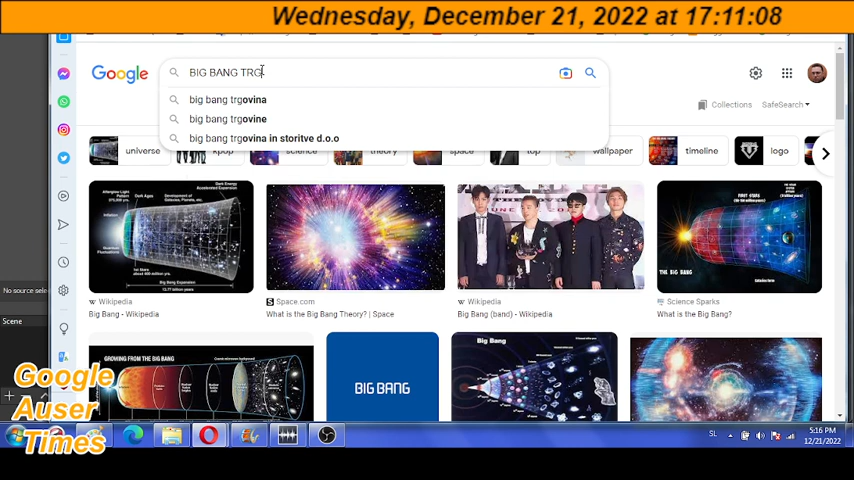 Wednesday, December 21, 2022 at 17:11:08
Google
BIG BANG TRG
Collections
SafeSearch
big bang trgovina
big bang trgovine
big bang trgovina in storitve d.o.o
universe
kpop
science
theory
space
top
wallpaper
timeline
logo
THE BIG BANG
Wikipedia
Big Bang - Wikipedia
Space.com
What is the Big Bang Theory? | Space
Wikipedia
Big Bang (band) - Wikipedia
Science Sparks
What is the Big Bang?
No source selec
Scene
GROWING FROM THE BIG BANG
BIG BANG
Big Bang
Google
Auser
Times
SL
5:16 PM
12/21/2022